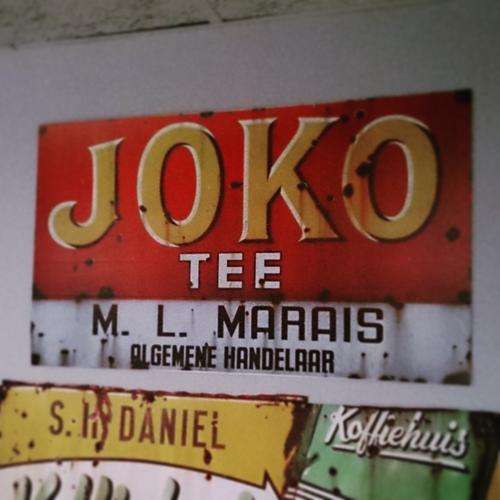 JOKO
TEE
M. L. MARAIS
ALGEMENE HANDELAAR
S. H. DANIEL
Koffiehuis